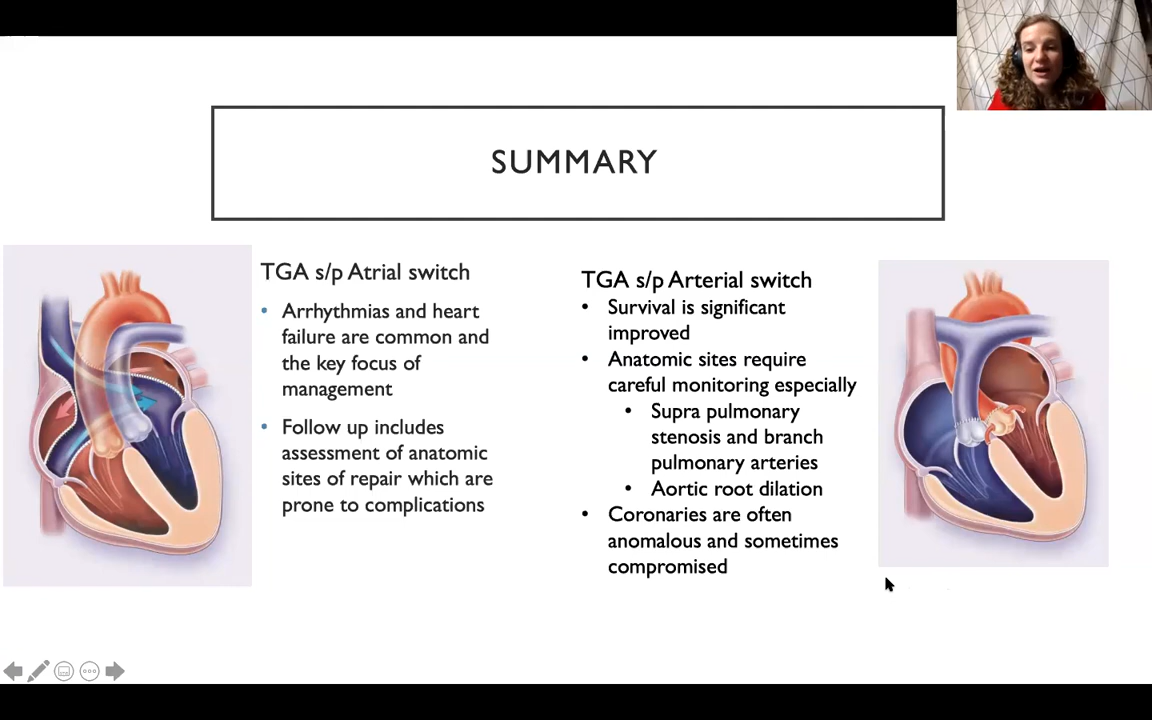 SUMMARY
TGA s/p Atrial switch
• Arrhythmias and heart
failure are common and
the key focus of
management
• Follow up includes
assessment of anatomic
sites of repair which are
prone to complications
TGA s/p Arterial switch
• Survival is significant
improved
• Anatomic sites require
careful monitoring especially
• Supra pulmonary
stenosis and branch
pulmonary arteries
• Aortic root dilation
• Coronaries are often
anomalous and sometimes
compromised